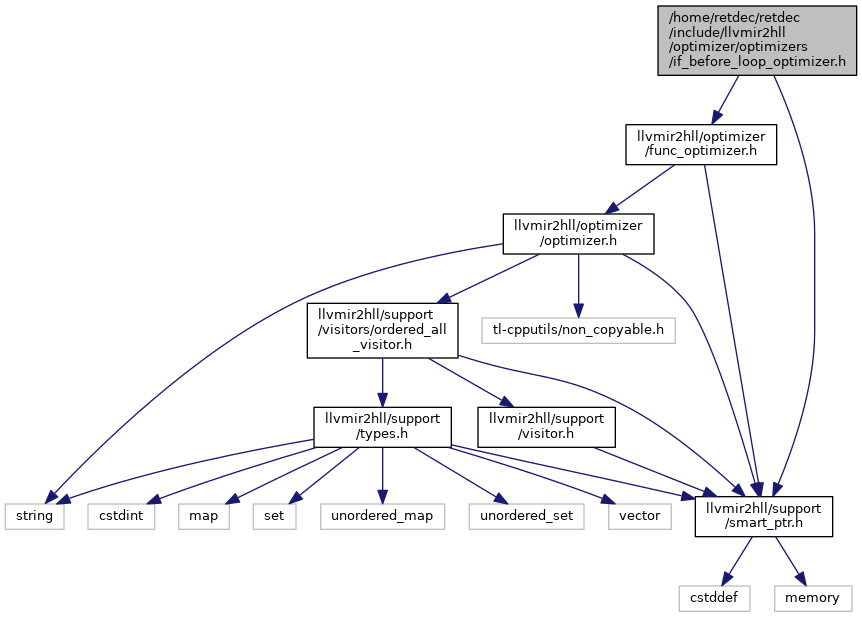 /home/retdec/retdec
/include/llvmir2hll
/optimizer/optimizers
/if_before_loop_optimizer.h
llvmir2hll/optimizer
/func_optimizer.h
llvmir2hll/optimizer
/optimizer.h
llvmir2hll/support
/visitors/ordered_all
_visitor.h
tl-cpputils/non_copyable.h
llvmir2hll/support
/types.h
llvmir2hll/support
/visitor.h
string
cstdint
map
set
unordered_map
unordered_set
vector
llvmir2hll/support
/smart_ptr.h
cstddef
memory